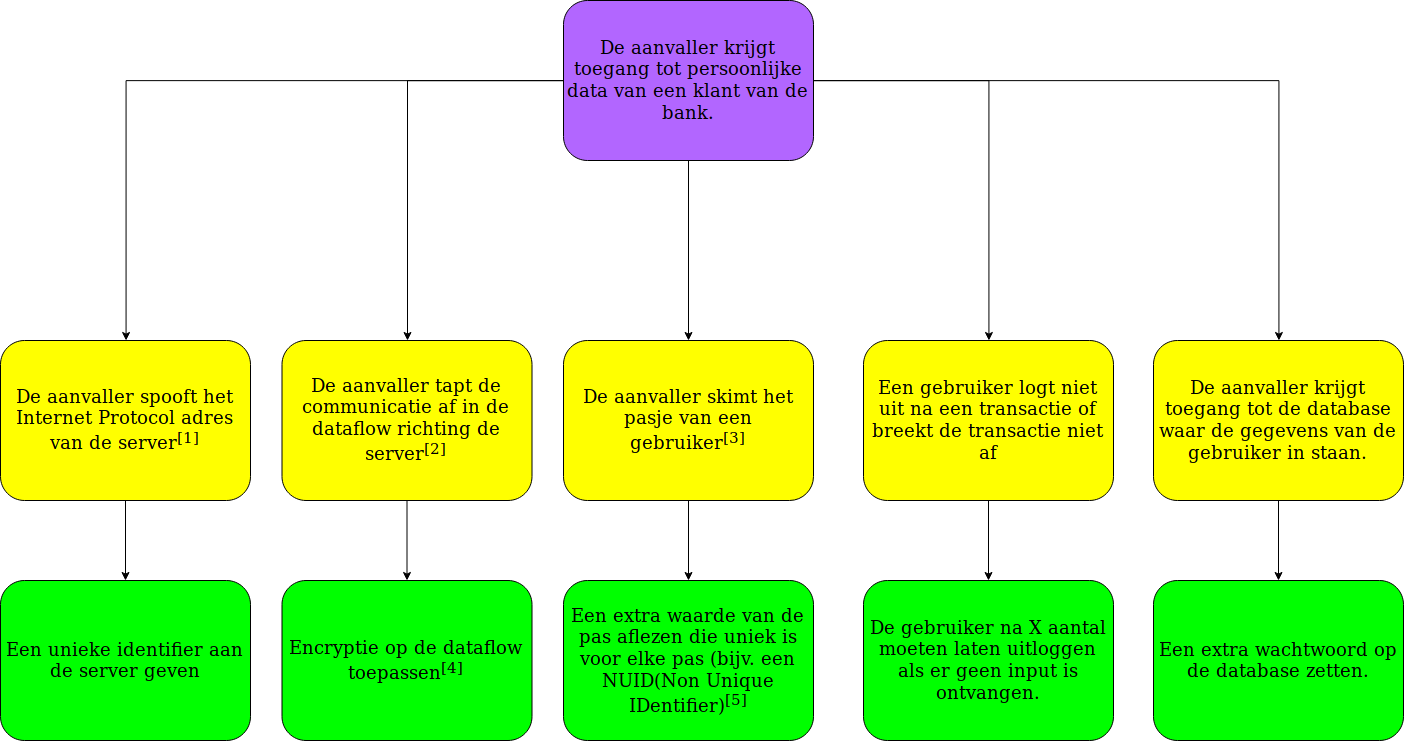 De aanvaller krijgt
toegang tot persoonlijke
data van een klant van de
bank.
De aanvaller spooft het
Internet Protocol adres
van de server[1]
De aanvaller tapt de
communicatie af in de
dataflow richting de
server[2]
De aanvaller skimt het
pasje van een
gebruiker[3]
Een gebruiker logt niet
uit na een transactie of
breekt de transactie niet
af
De aanvaller krijgt
toegang tot de database
waar de gegevens van de
gebruiker in staan.
Een unieke identifier aan
de server geven
Encryptie op de dataflow
toepassen[4]
Een extra waarde van de
pas aflezen die uniek is
voor elke pas (bijv. een
NUID(Non Unique
IDentifier)[5]
De gebruiker na X aantal
moeten laten uitloggen
als er geen input is
ontvangen.
Een extra wachtwoord op
de database zetten.